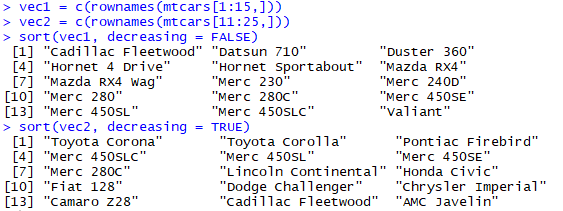 > vec1 = c(rownames(mtcars[1:15,]))
> vec2 = c(rownames(mtcars[11:25,]))
> sort(vec1, decreasing = FALSE)
[1] "Cadillac Fleetwood" "Datsun 710" "Duster 360"
[4] "Hornet 4 Drive" "Hornet Sportabout" "Mazda RX4"
[7] "Mazda RX4 Wag" "Merc 230" "Merc 240D"
[10] "Merc 280" "Merc 280C" "Merc 450SE"
[13] "Merc 450SL" "Merc 450SLC" "Valiant"
> sort(vec2, decreasing = TRUE)
[1] "Toyota Corona" "Toyota Corolla" "Pontiac Firebird"
[4] "Merc 450SLC" "Merc 450SL" "Merc 450SE"
[7] "Merc 280C" "Lincoln Continental" "Honda Civic"
[10] "Fiat 128" "Dodge Challenger" "Chrysler Imperial"
[13] "Camaro Z28" "Cadillac Fleetwood" "AMC Javelin"